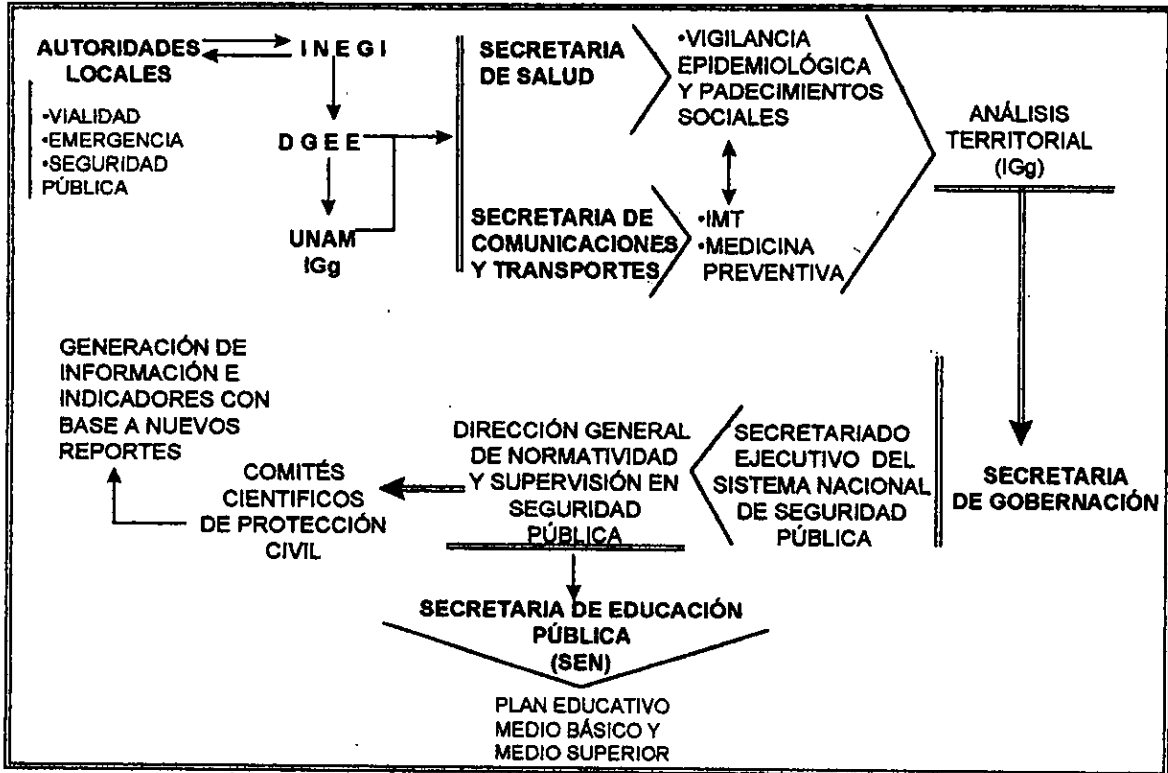 AUTORIDADES
LOCALES
•VIALIDAD
•EMERGENCIA
•SEGURIDAD
PÚBLICA
I N E G I
D G E E
UNAM
IGg
SECRETARIA
DE SALUD
•VIGILANCIA
EPIDEMIOLÓGICA
Y PADECIMIENTOS
SOCIALES
SECRETARIA DE
COMUNICACIONES
Y TRANSPORTES
•IMT
•MEDICINA
PREVENTIVA
ANÁLISIS
TERRITORIAL
(IGg)
SECRETARIA
DE GOBERNACIÓN
SECRETARIADO
EJECUTIVO DEL
SISTEMA NACIONAL
DE SEGURIDAD
PÚBLICA
DIRECCIÓN GENERAL
DE NORMATIVIDAD
Y SUPERVISIÓN EN
SEGURIDAD
PÚBLICA
COMITÉS
CIENTIFICOS
DE PROTECCIÓN
CIVIL
GENERACIÓN DE
INFORMACIÓN E
INDICADORES CON
BASE A NUEVOS
REPORTES
SECRETARIA DE EDUCACIÓN
PÚBLICA
(SEN)
PLAN EDUCATIVO
MEDIO BÁSICO Y
MEDIO SUPERIOR